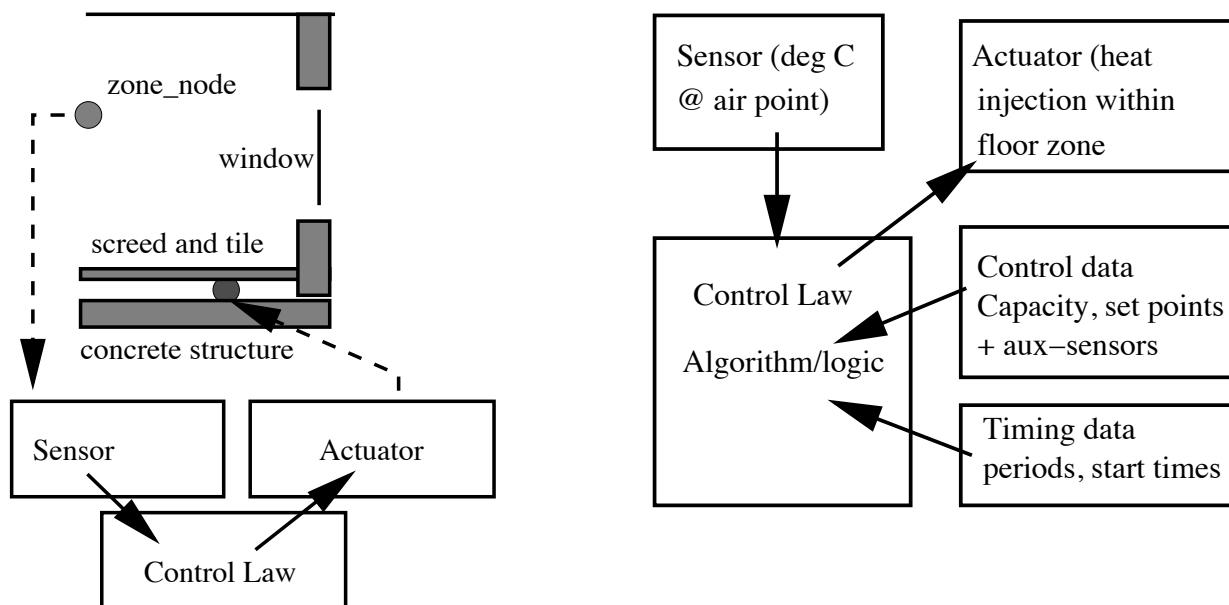 zone_node
window
screed and tile
concrete structure
Sensor
Actuator
Control Law
Sensor (deg C
@ air point)
Actuator (heat
injection within
floor zone
Control Law
Algorithm/logic
Control data
Capacity, set points
+ aux−sensors
Timing data
periods, start times